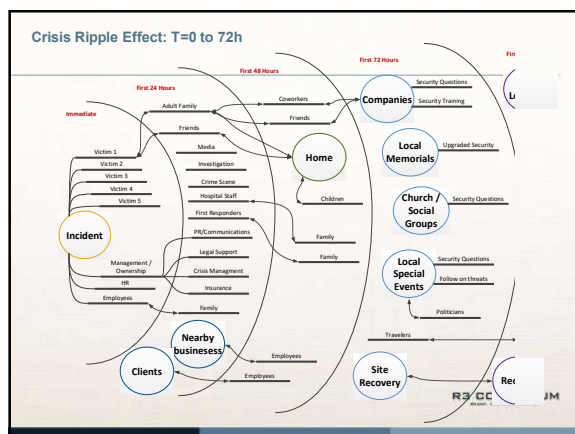 Crisis Ripple Effect: T=0 to 72h
Immediate
First 24 Hours
First 48 Hours
First 72 Hours
Incident
Victim 1
Victim 2
Victim 3
Victim 4
Victim 5
Management /
Ownership
HR
Employees
Adult Family
Friends
Media
Investigation
Crime Scene
Hospital Staff
First Responders
PR/Communications
Legal Support
Crisis Managment
Insurance
Family
Nearby
businesess
Clients
Coworkers
Friends
Home
Children
Family
Family
Employees
Employees
Companies
Security Questions
Security Training
Local
Memorials
Upgraded Security
Church /
Social
Groups
Security Questions
Local
Special
Events
Security Questions
Follow on threats
Politicians
Travelers
Site
Recovery